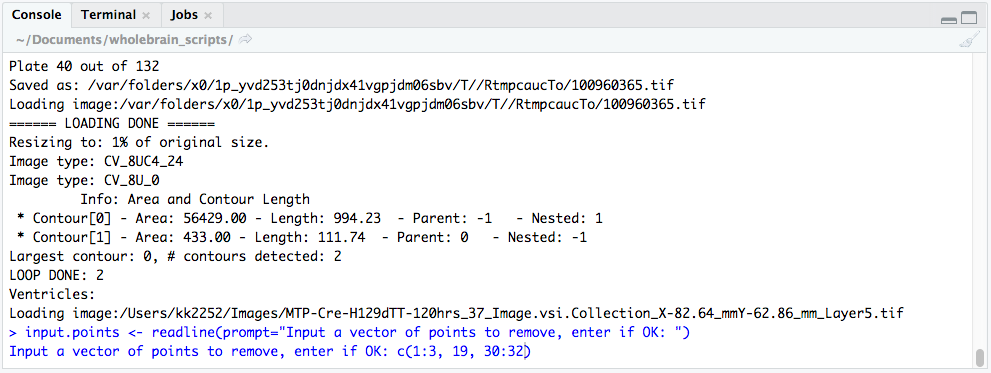 Console Terminal × Jobs ×
~/Documents/wholebrain_scripts/
Plate 40 out of 132
Saved as: /var/folders/x0/1p_yvd253tj0dnjdx41vgpjdm06sbv/T//RtmpcaucTo/100960365.tif
Loading image:/var/folders/x0/1p_yvd253tj0dnjdx41vgpjdm06sbv/T//RtmpcaucTo/100960365.tif
====== LOADING DONE ======
Resizing to: 1% of original size.
Image type: CV_8UC4_24
Image type: CV_8U_0
Info: Area and Contour Length
* Contour[0] - Area: 56429.00 - Length: 994.23 - Parent: -1 - Nested: 1
* Contour[1] - Area: 433.00 - Length: 111.74 - Parent: 0 - Nested: -1
Largest contour: 0, # contours detected: 2
LOOP DONE: 2
Ventricles:
Loading image:/Users/kk2252/Images/MTP-Cre-H129dTT-120hrs_37_Image.vsi.Collection_X-82.64_mmY-62.86_mm_Layer5.tif
> input.points <- readline(prompt="Input a vector of points to remove, enter if OK: ")
Input a vector of points to remove, enter if OK: c(1:3, 19, 30:32)